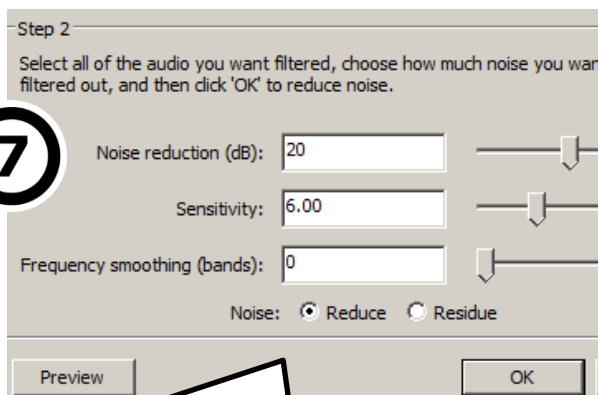 Step 2
Select all of the audio you want filtered, choose how much noise you
filtered out, and then click 'OK' to reduce noise.
7
Noise reduction (dB): 20
Sensitivity: 6.00
Frequency smoothing (bands): 0
Noise: Reduce Residue
Preview OK